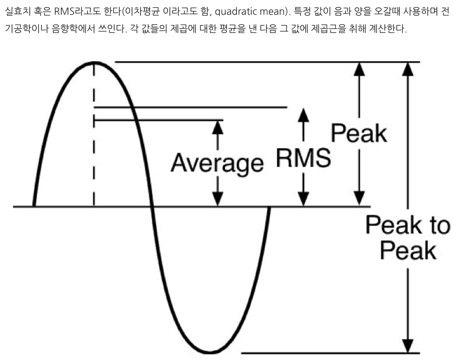 실효치 혹은 RMS라고도 한다(이차평균 이라고도 함, quadratic mean). 특정 값이 음과 양을 오갈때 사용하며 전
기공학이나 음향학에서 쓰인다. 각 값들의 제곱에 대한 평균을 낸 다음 그 값에 제곱근을 취해 계산한다.
Peak
Average
RMS
Peak to
Peak